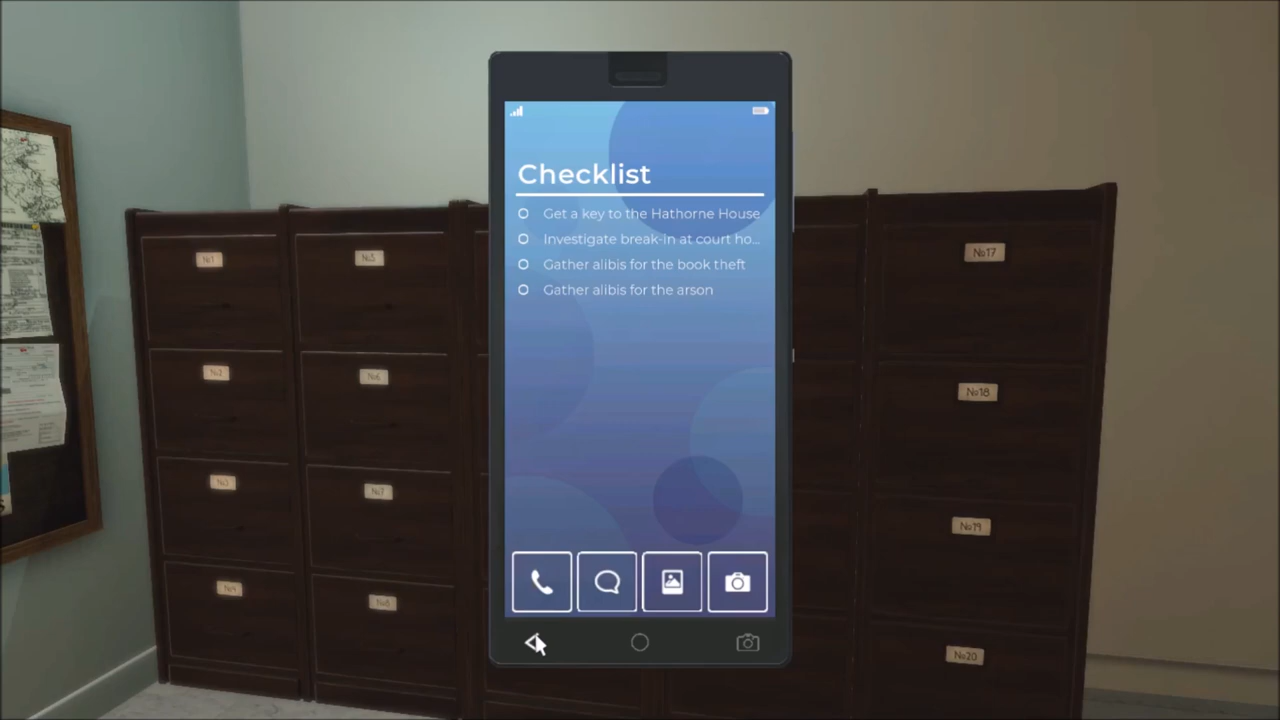 Checklist
Get a key to the Hathorne House
Investigate break-In at court ho...
Gather alibis for the book theft
Gather alibis for the arson
№1
№5
№17
№2
№6
№18
№3
№7
№19
№4
№8
№20